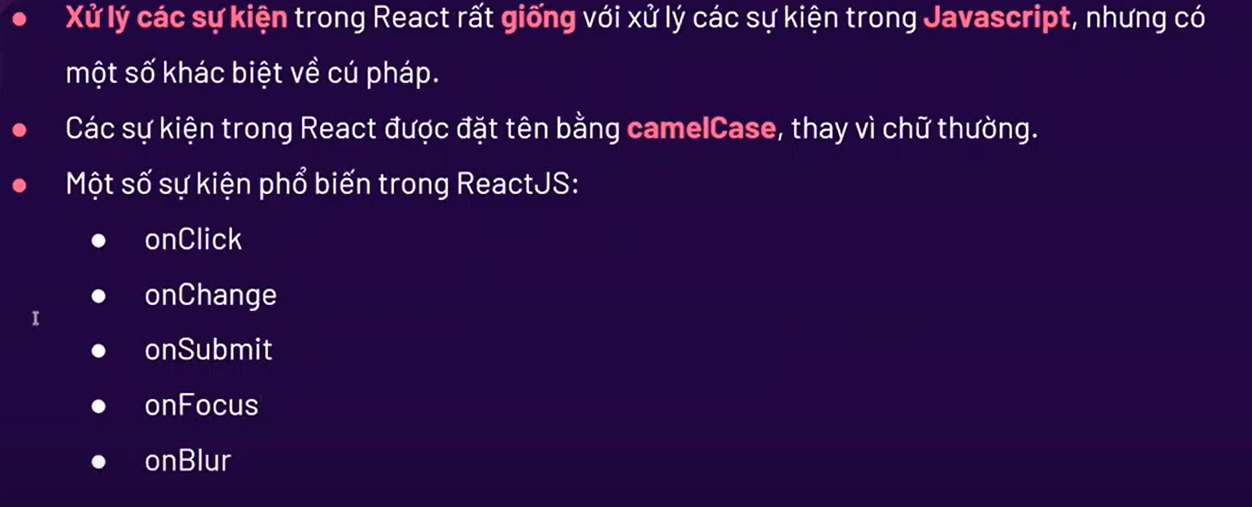 Xử lý các sự kiện trong React rất giống với xử lý các sự kiện trong Javascript, nhưng có
một số khác biệt về cú pháp.
Các sự kiện trong React được đặt tên bằng camelCase, thay vì chữ thường.
Một số sự kiện phổ biến trong ReactJS:
onClick
onChange
onSubmit
onFocus
onBlur